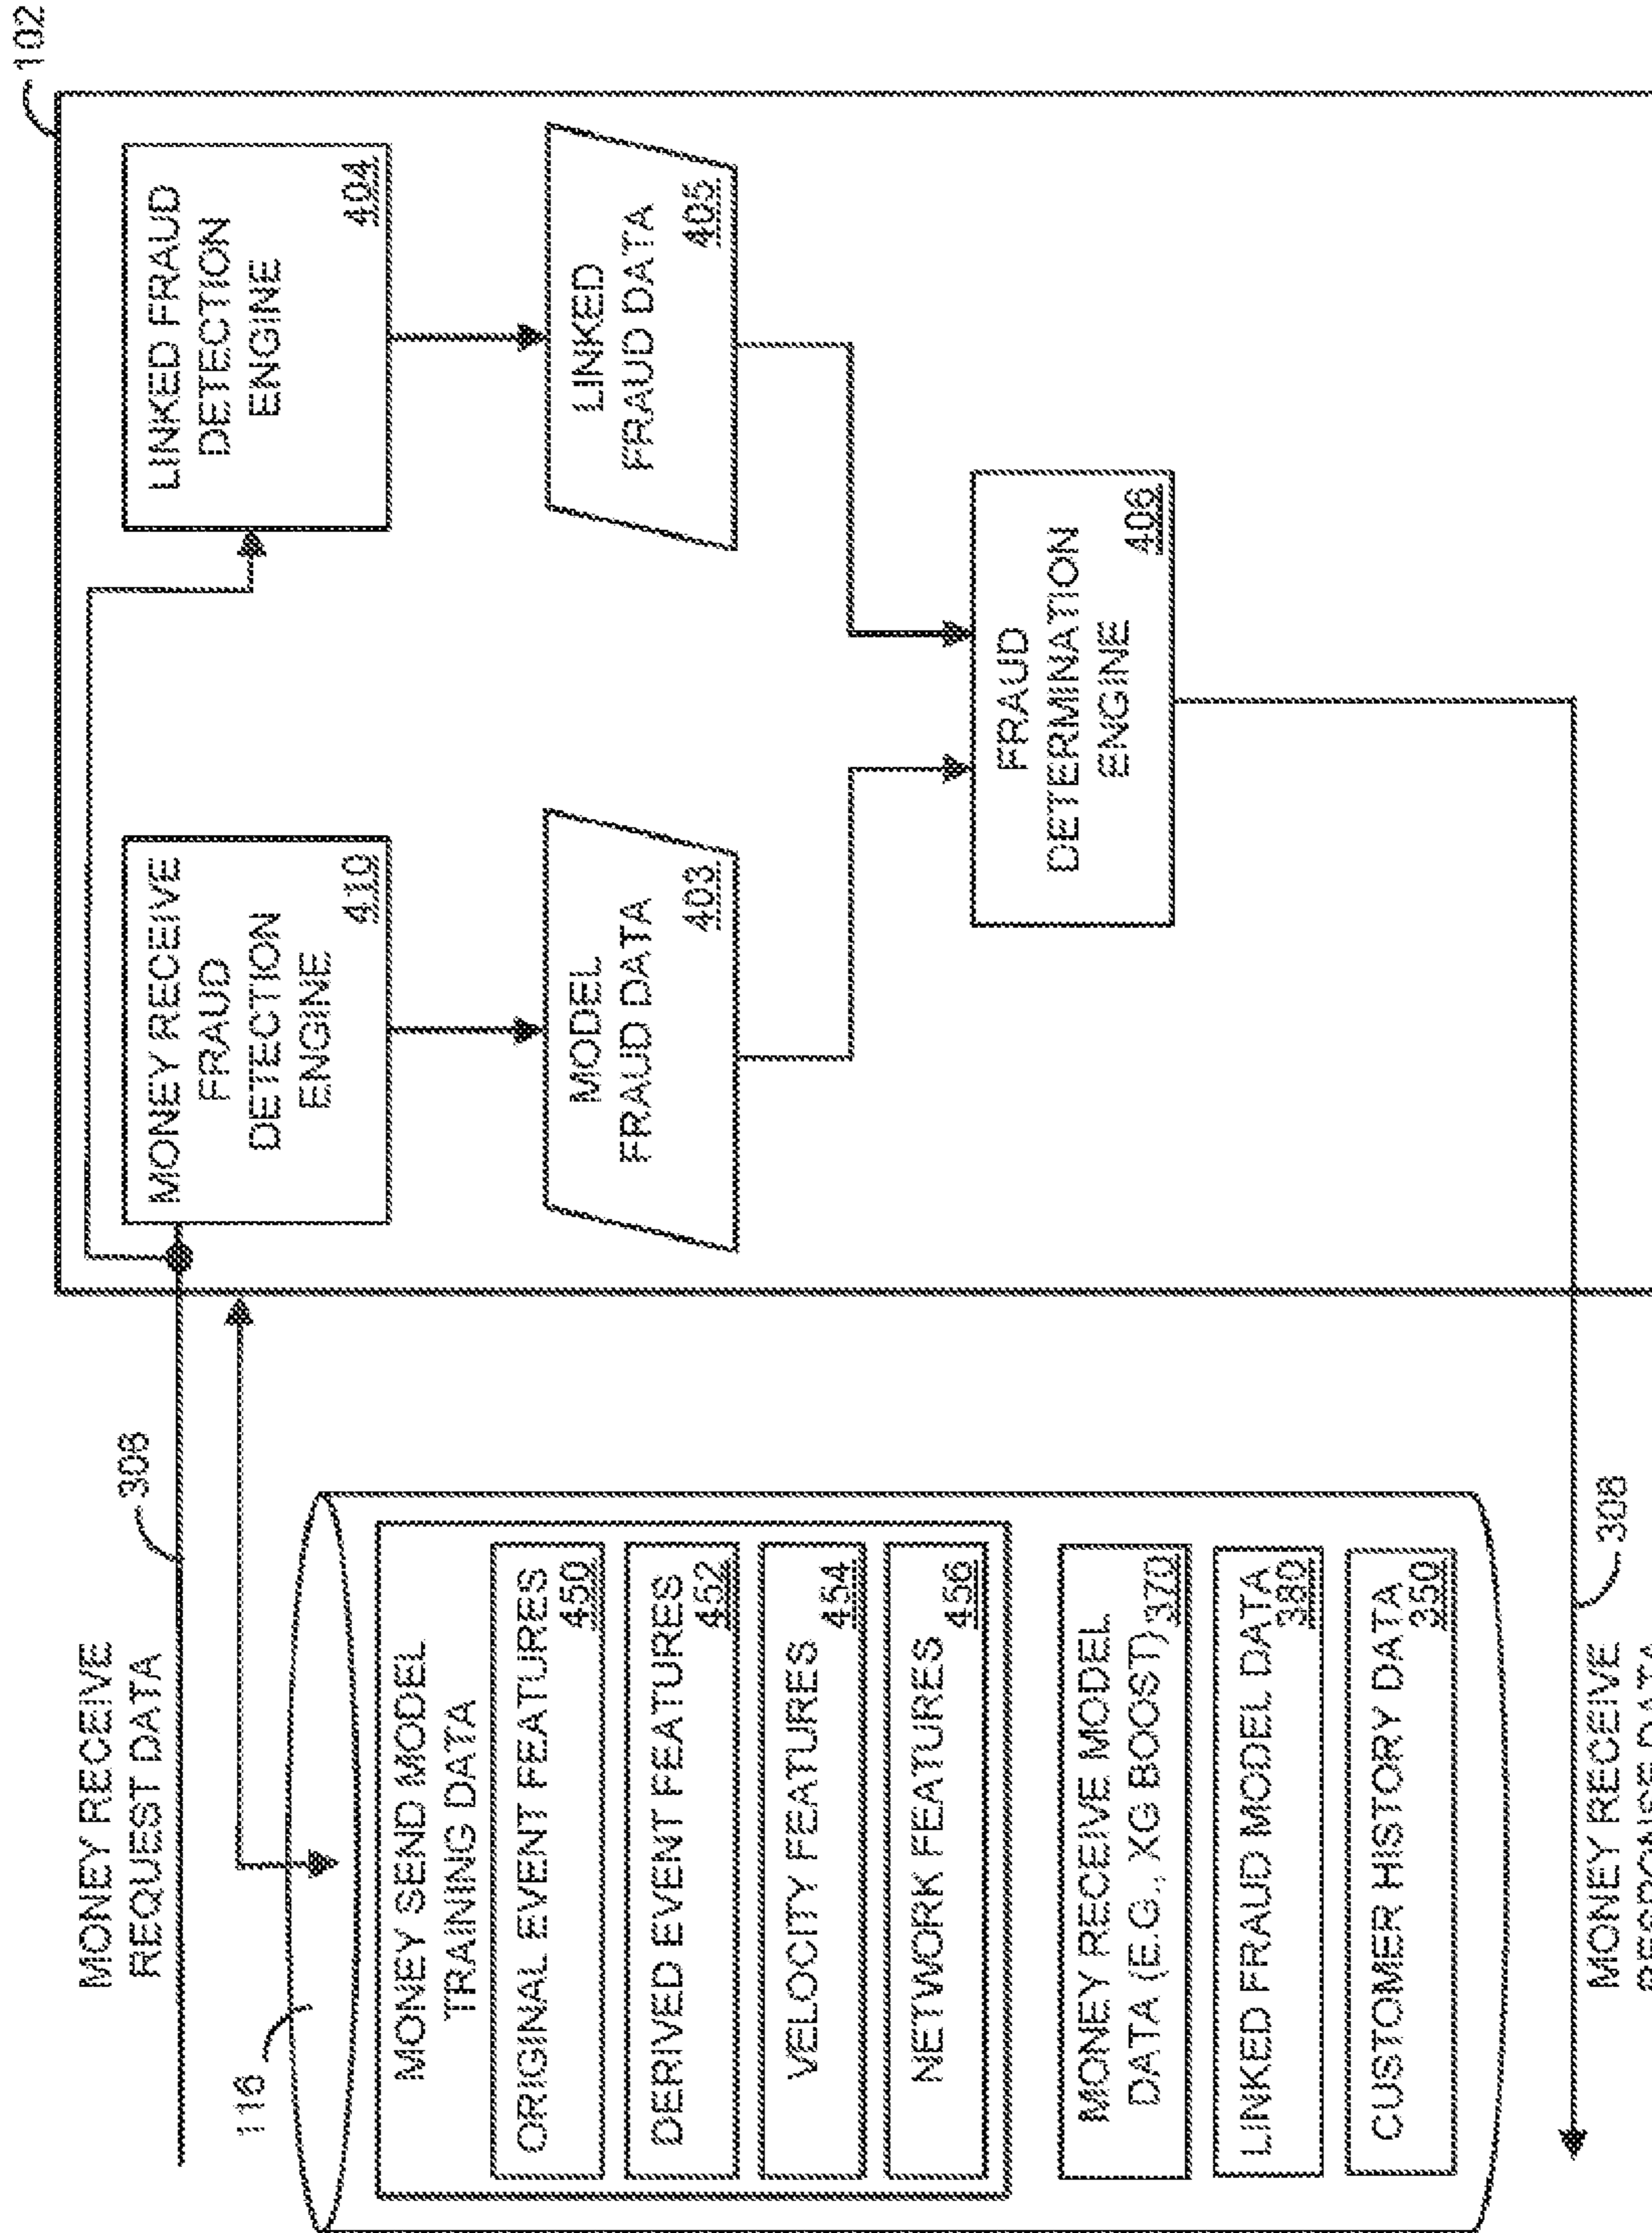 102
MONEY RECEIVE
REQUEST DATA
308
MONEY RECEIVE
FRAUD
DETECTION
ENGINE
410
LINKED FRAUD
DETECTION
ENGINE
404
116
MODEL
FRAUD DATA
403
LINKED
FRAUD DATA
405
MONEY SEND MODEL
TRAINING DATA
ORIGINAL EVENT FEATURES
450
DERIVED EVENT FEATURES
452
VELOCITY FEATURES
454
NETWORK FEATURES
456
FRAUD
DETERMINATION
ENGINE
406
MONEY RECEIVE MODEL
DATA (E.G., XG BOOST)
370
LINKED FRAUD MODEL DATA
380
CUSTOMER HISTORY DATA
350
308
MONEY RECEIVE
RESPONSE DATA